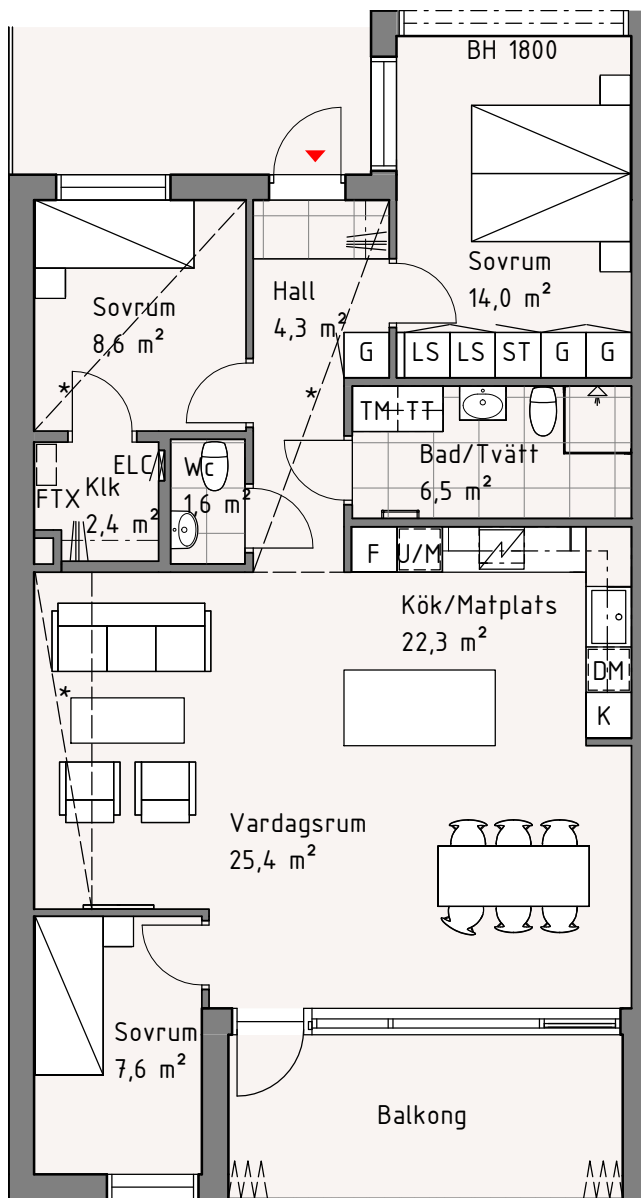 BH 1800
Sovrum
14,0 m²
Hall
4,3 m²
Sovrum
8,6 m²
*
*
G
LS LS ST G G
TM TT
Bad/Tvätt
6,5 m²
ELC
Wc
1,6 m²
FTX
Klk
2,4 m²
F
U/M
Kök/Matplats
22,3 m²
DM
K
*
Vardagsrum
25,4 m²
Sovrum
7,6 m²
Balkong